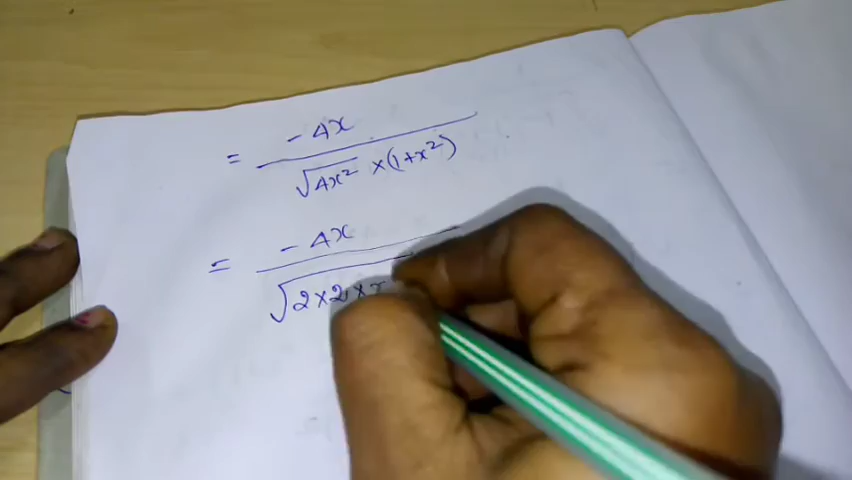 = -4x / √4x² × (1+x²)
= -4x / √2×2×x